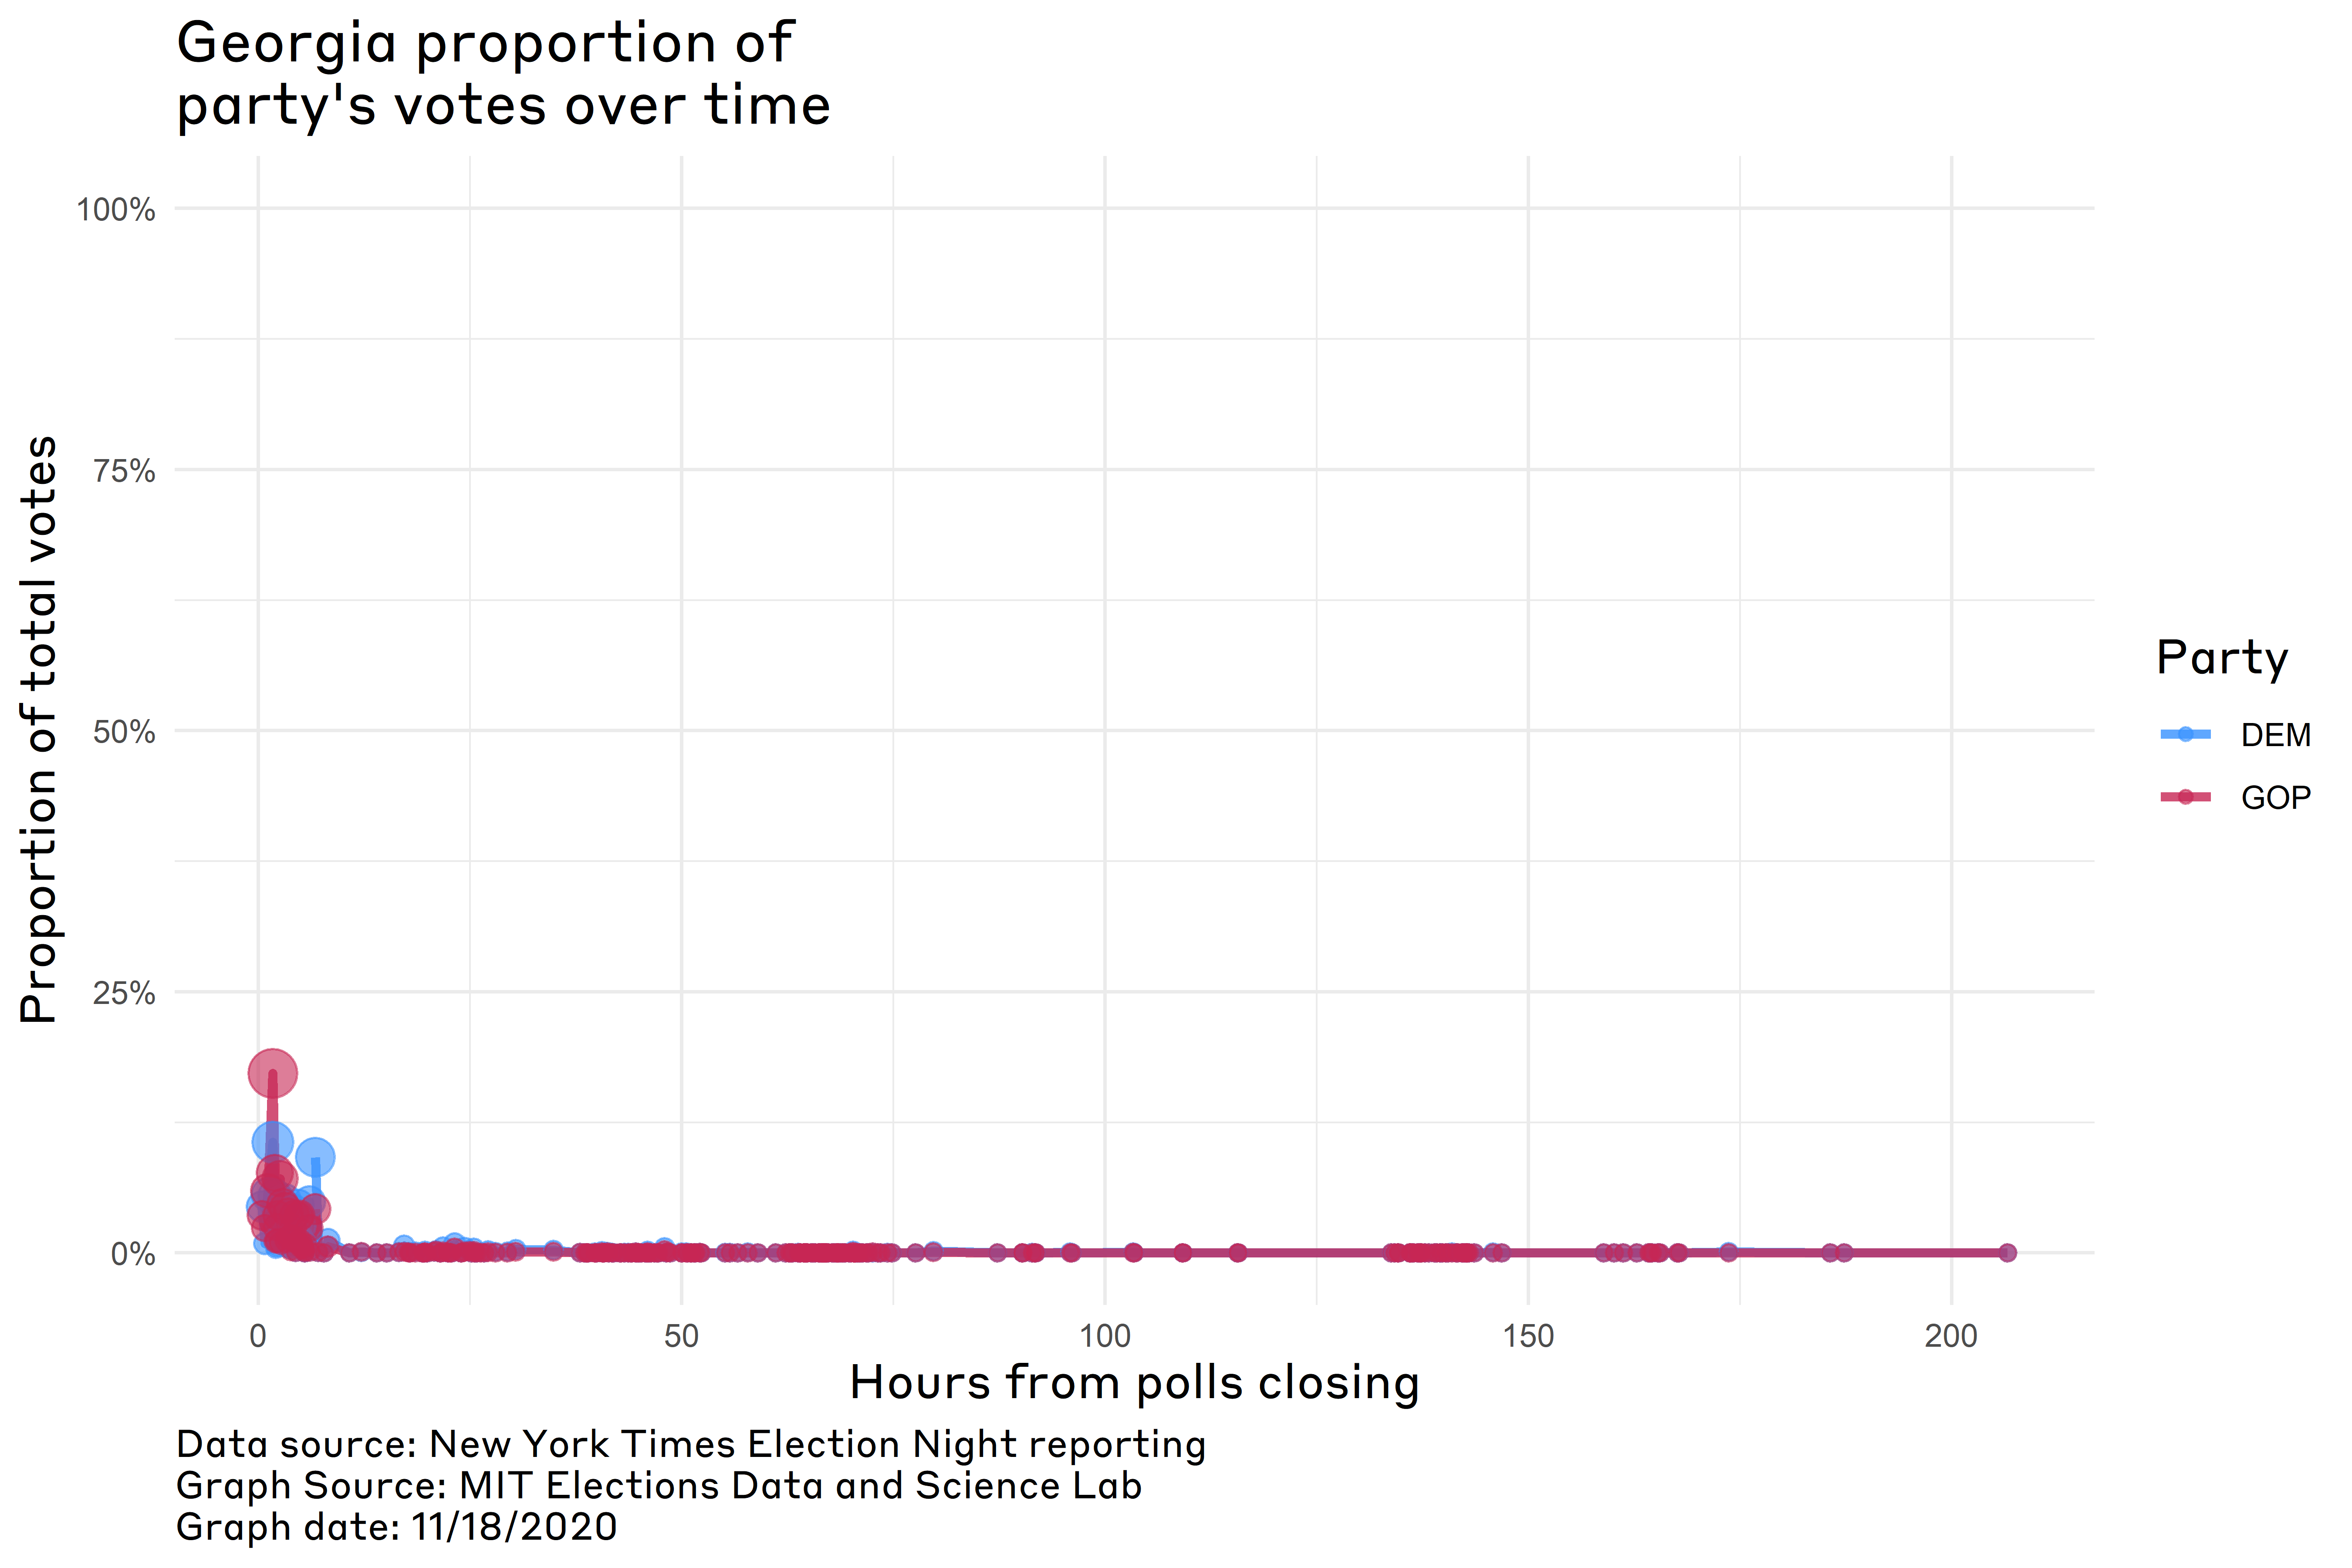 Georgia proportion of
party's votes over time
Proportion of total votes
100%
75%
50%
25%
0%
0
50
100
150
200
Hours from polls closing
Party
DEM
GOP
Data source: New York Times Election Night reporting
Graph Source: MIT Elections Data and Science Lab
Graph date: 11/18/2020